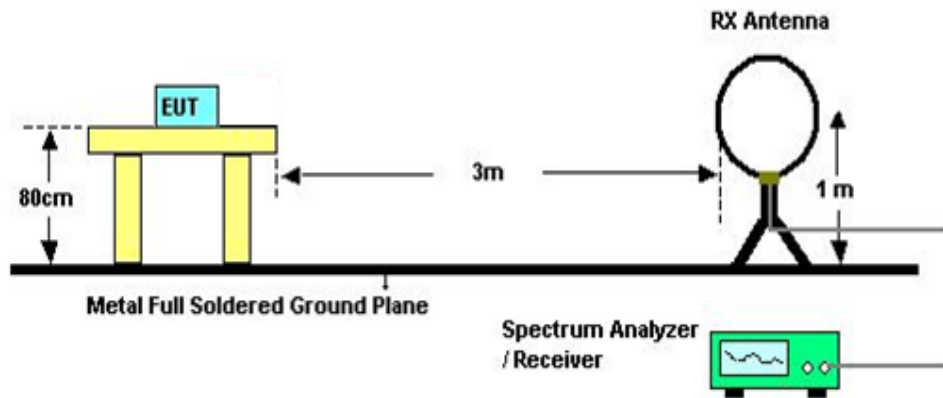 RX Antenna
EUT
3m
80cm
1 m
Metal Full Soldered Ground Plane
Spectrum Analyzer
/ Receiver